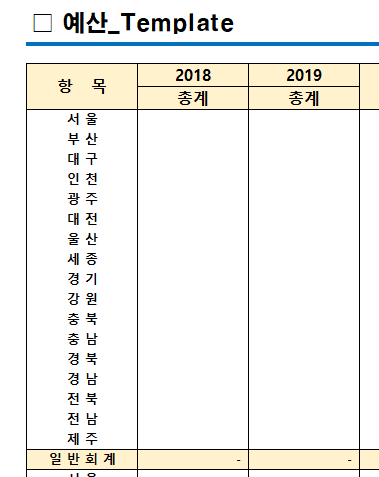 □ 예산_Template
항 목 2018 2019
총계 총계
서 울
부 산
대 구
인 천
광 주
대 전
울 산
세 종
경 기
강 원
충 북
충 남
경 북
경 남
전 북
전 남
제 주
일 반 회 계 - -